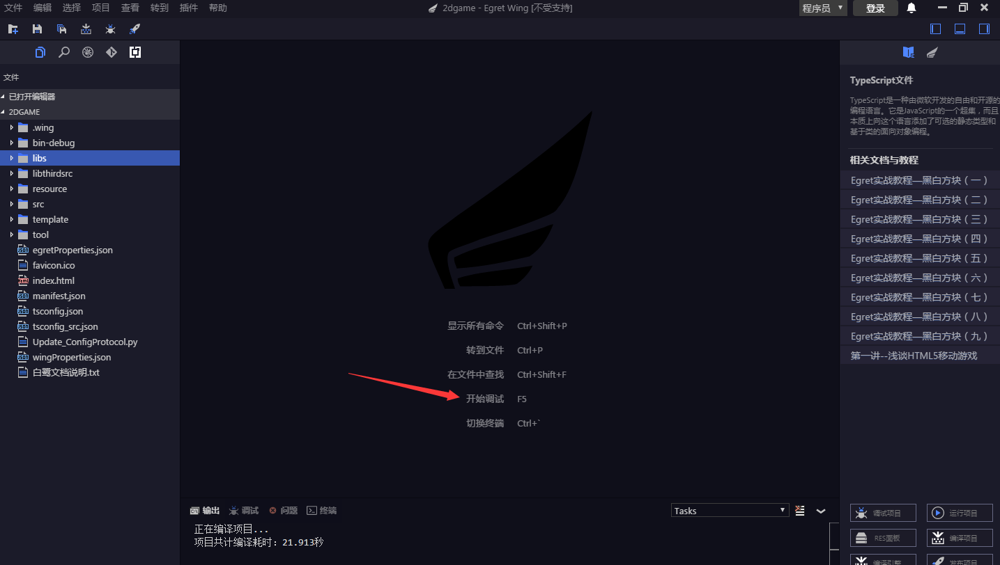 文件 编辑 选择 项目 查看 转到 插件 帮助
2dgame - Egret Wing [不受支持]
程序员 登录
文件
已打开编辑器
2DGAME
.wing
bin-debug
libs
libthirdsrc
resource
src
template
tool
egretProperties.json
favicon.ico
index.html
manifest.json
tsconfig.json
tsconfig_src.json
Update_ConfigProtocol.py
wingProperties.json
白鹭文档说明.txt
显示所有命令 Ctrl+Shift+P
转到文件 Ctrl+P
在文件中查找 Ctrl+Shift+F
开始调试 F5
切换终端 Ctrl+`
输出 调试 问题 终端
Tasks
正在编译项目...
项目共计编译耗时：21.913秒
TypeScript文件
TypeScript是一种由微软开发的自由和开源的
编程语言。它是JavaScript的一个超集，而且
本质上向这个语言添加了可选的静态类型和
基于类的面向对象编程。
相关文档与教程
Egret实战教程—黑白方块（一）
Egret实战教程—黑白方块（二）
Egret实战教程—黑白方块（三）
Egret实战教程—黑白方块（四）
Egret实战教程—黑白方块（五）
Egret实战教程—黑白方块（六）
Egret实战教程—黑白方块（七）
Egret实战教程—黑白方块（八）
Egret实战教程—黑白方块（九）
第一讲--浅谈HTML5移动游戏
调试项目 运行项目
RES面板 编译项目
编译引擎 发布项目